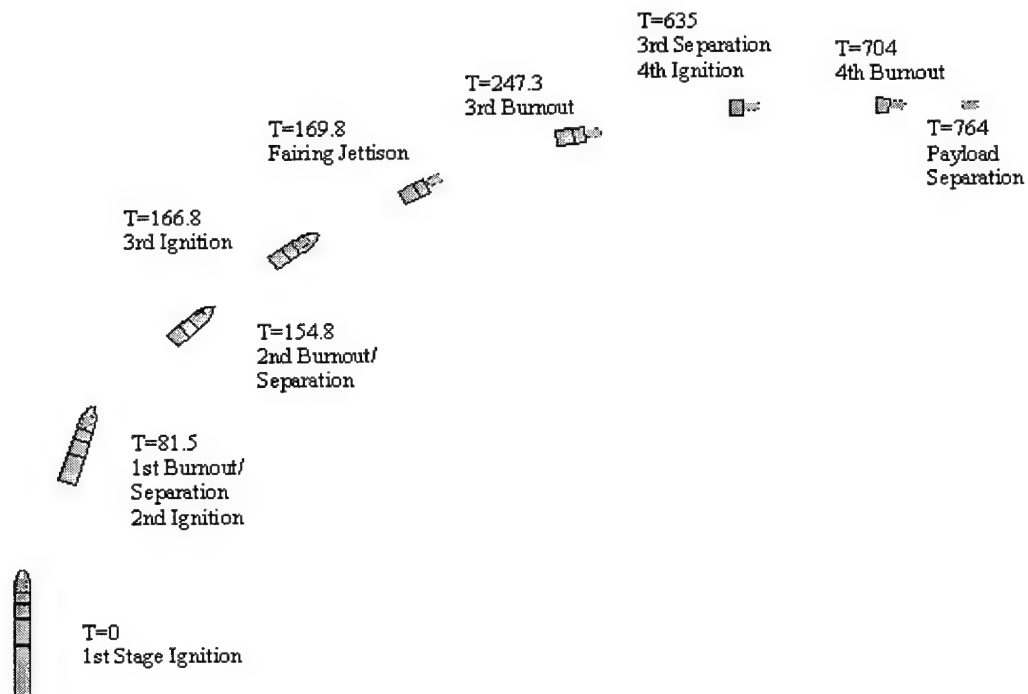 T=635
3rd Separation
4th Ignition
T=704
4th Burnout
T=247.3
3rd Burnout
T=764
Payload
Separation
T=169.8
Fairing Jettison
T=166.8
3rd Ignition
T=154.8
2nd Burnout/
Separation
T=81.5
1st Burnout/
Separation
2nd Ignition
T=0
1st Stage Ignition